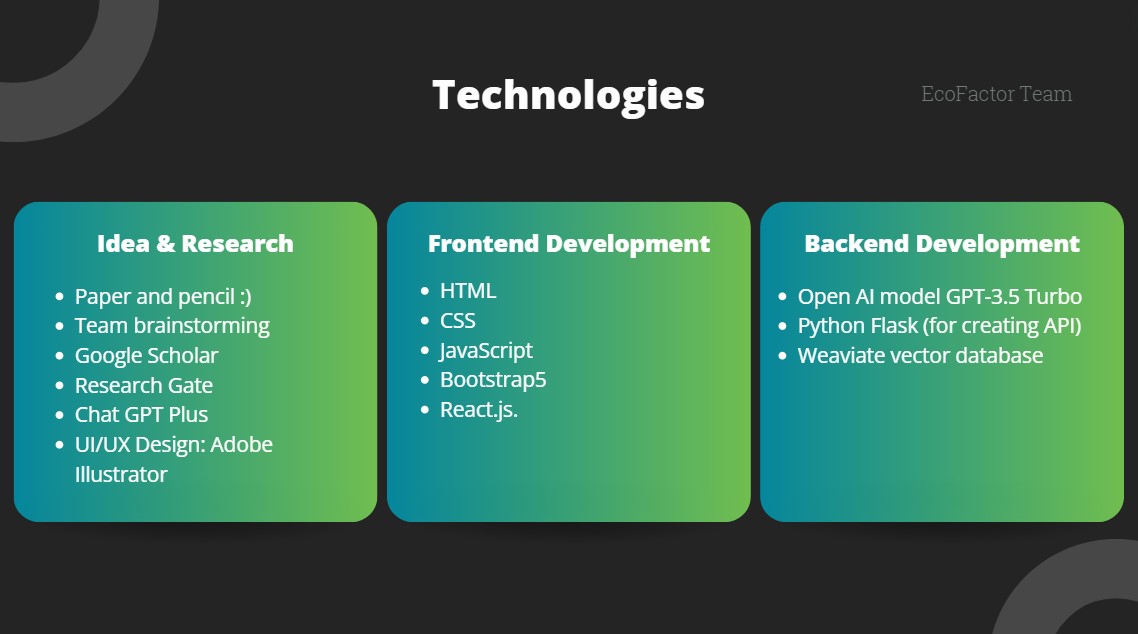 Technologies
EcoFactor Team
Idea & Research
• Paper and pencil :)
• Team brainstorming
• Google Scholar
• Research Gate
• Chat GPT Plus
• UI/UX Design: Adobe
Illustrator
Frontend Development
• HTML
• CSS
• JavaScript
• Bootstrap5
• React.js.
Backend Development
• Open AI model GPT-3.5 Turbo
• Python Flask (for creating API)
• Weaviate vector database